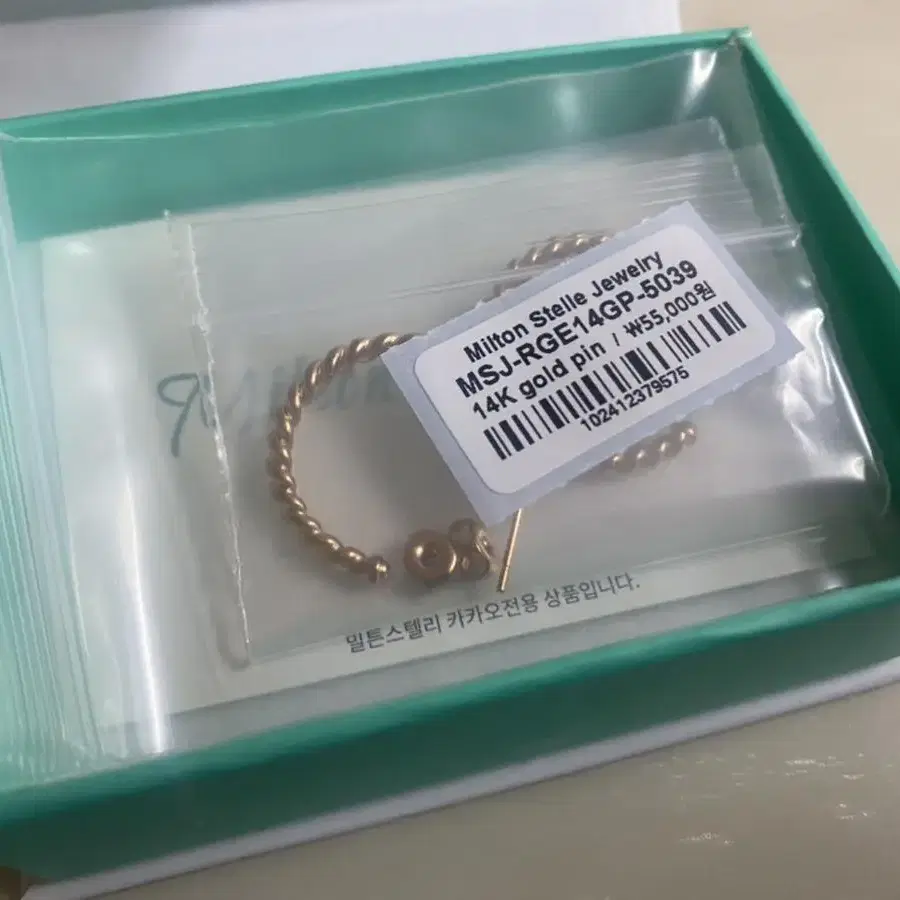 Milton Stelle Jewelry
MSJ-RGE14GP-5039
14K gold pin / ₩55,000원
102412379575
밀튼스텔리 카카오전용 상품입니다.